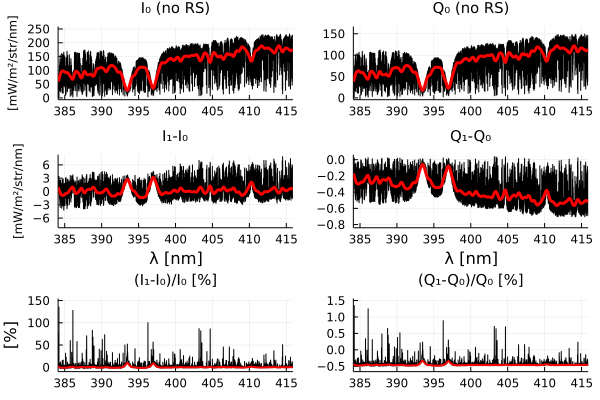 I₀ (no RS)
Q₀ (no RS)
[mW/m²/str/nm]
250
200
150
100
50
0
385 390 395 400 405 410 415
150
100
50
0
385 390 395 400 405 410 415
I₁-I₀
Q₁-Q₀
[mW/m²/str/nm]
6
3
0
−3
−6
385 390 395 400 405 410 415
λ [nm]
0.0
−0.2
−0.4
−0.6
−0.8
385 390 395 400 405 410 415
λ [nm]
(I₁-I₀)/I₀ [%]
(Q₁-Q₀)/Q₀ [%]
[%]
150
100
50
0
385 390 395 400 405 410 415
1.5
1.0
0.5
0.0
−0.5
385 390 395 400 405 410 415